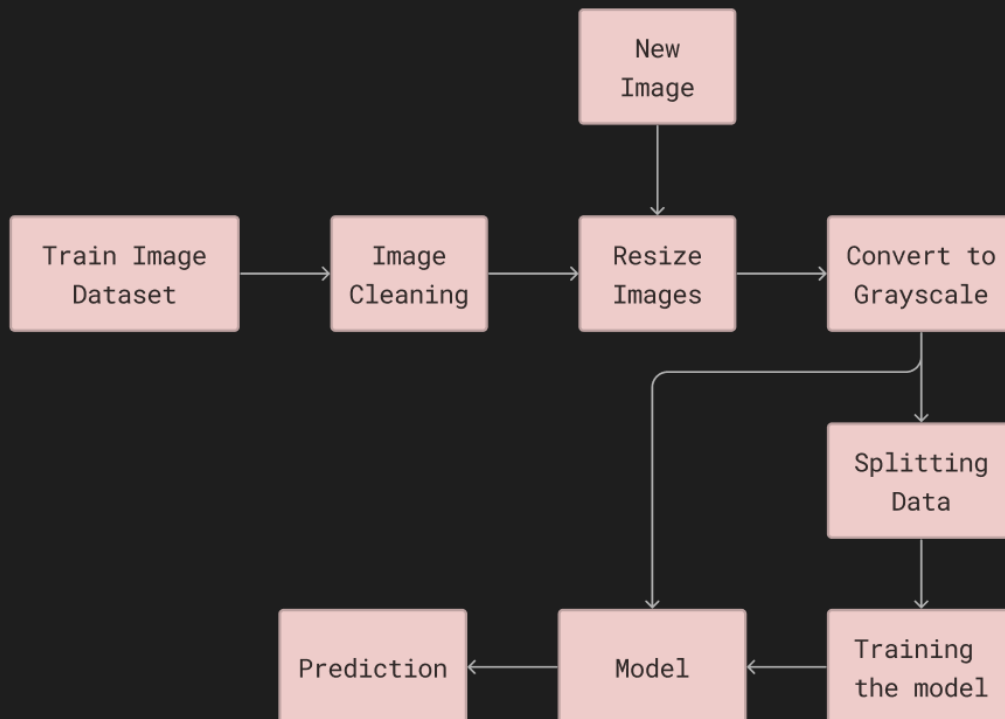 New
Image
Train Image
Dataset
Image
Cleaning
Resize
Images
Convert to
Grayscale
Splitting
Data
Prediction
Model
Training
the model